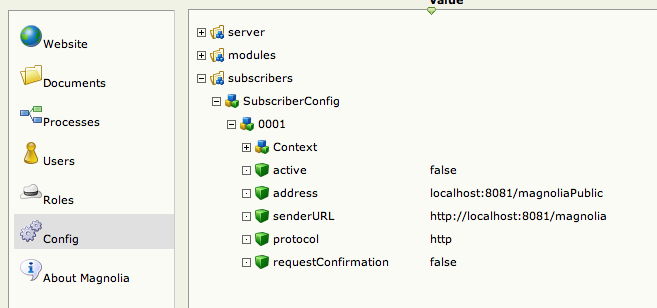 Value
Website
Documents
Processes
Users
Roles
Config
About Magnolia
server
modules
subscribers
SubscriberConfig
0001
Context
active false
address localhost:8081/magnoliaPublic
senderURL http://localhost:8081/magnolia
protocol http
requestConfirmation false